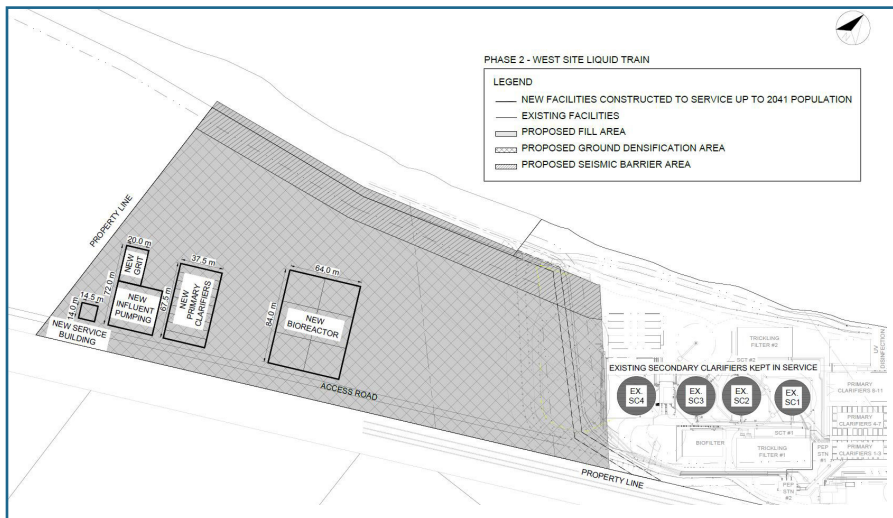 PHASE 2 - WEST SITE LIQUID TRAIN
LEGEND
NEW FACILITIES CONSTRUCTED TO SERVICE UP TO 2041 POPULATION
EXISTING FACILITIES
PROPOSED FILL AREA
PROPOSED GROUND DENSIFICATION AREA
PROPOSED SEISMIC BARRIER AREA
PROPERTY LINE
20.0 m
NEW
GRIT
72.0 m
14.5 m
14.0 m
NEW
INFLUENT
PUMPING
NEW SERVICE
BUILDING
37.5 m
67.5 m
NEW
PRIMARY
CLARIFIERS
64.0 m
84.0 m
NEW
BIOREACTOR
ACCESS ROAD
PROPERTY LINE
TRICKLING
FILTER #2
SCT #2
UV
DISINFECTION
EXISTING SECONDARY CLARIFIERS KEPT IN SERVICE
EX.
SC4
EX.
SC3
EX.
SC2
EX.
SC1
PRIMARY
CLARIFIERS 8-11
PRIMARY
CLARIFIERS 4-7
PRIMARY
CLARIFIERS 1-3
SCT #1
BIOFILTER
TRICKLING
FILTER #1
PEP
STN
#1
PEP
STN
#2